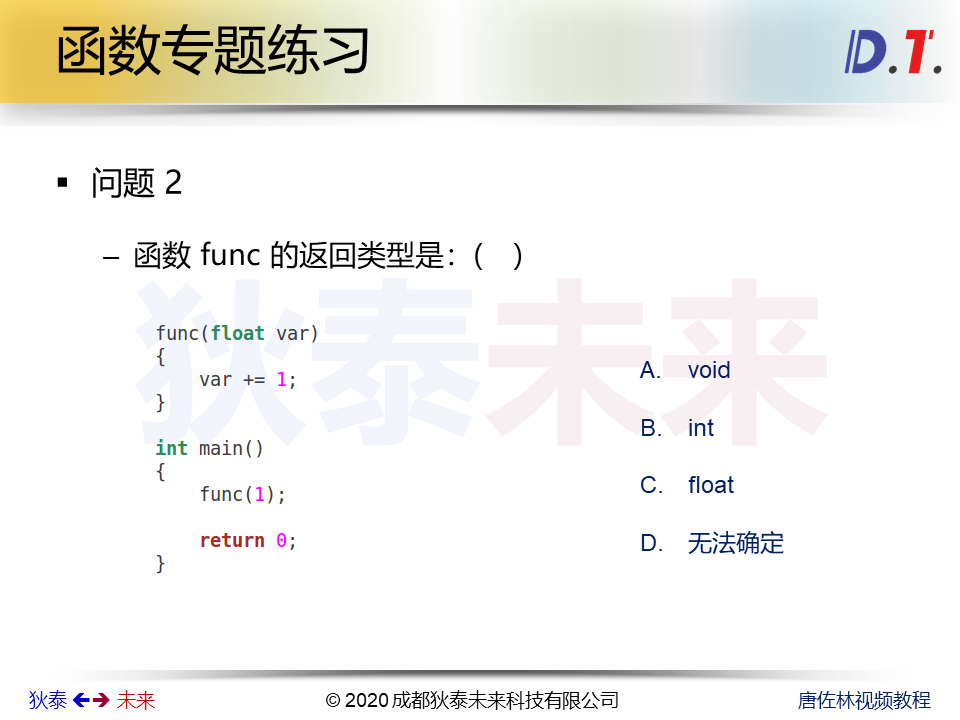 函数专题练习
D.T.
▪ 问题 2
– 函数 func 的返回类型是：( )
狄泰未来
func(float var)
{
    var += 1;
}
int main()
{
    func(1);
    return 0;
}
A. void
B. int
C. float
D. 无法确定
狄泰 未来
© 2020 成都狄泰未来科技有限公司
唐佐林视频教程